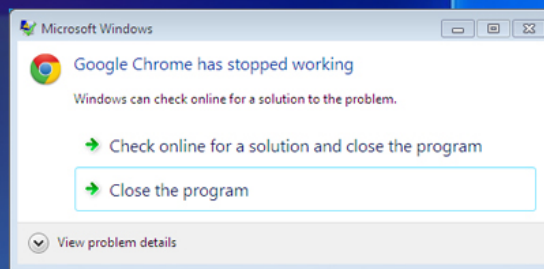 Microsoft Windows
Google Chrome has stopped working
Windows can check online for a solution to the problem.
Check online for a solution and close the program
Close the program
View problem details